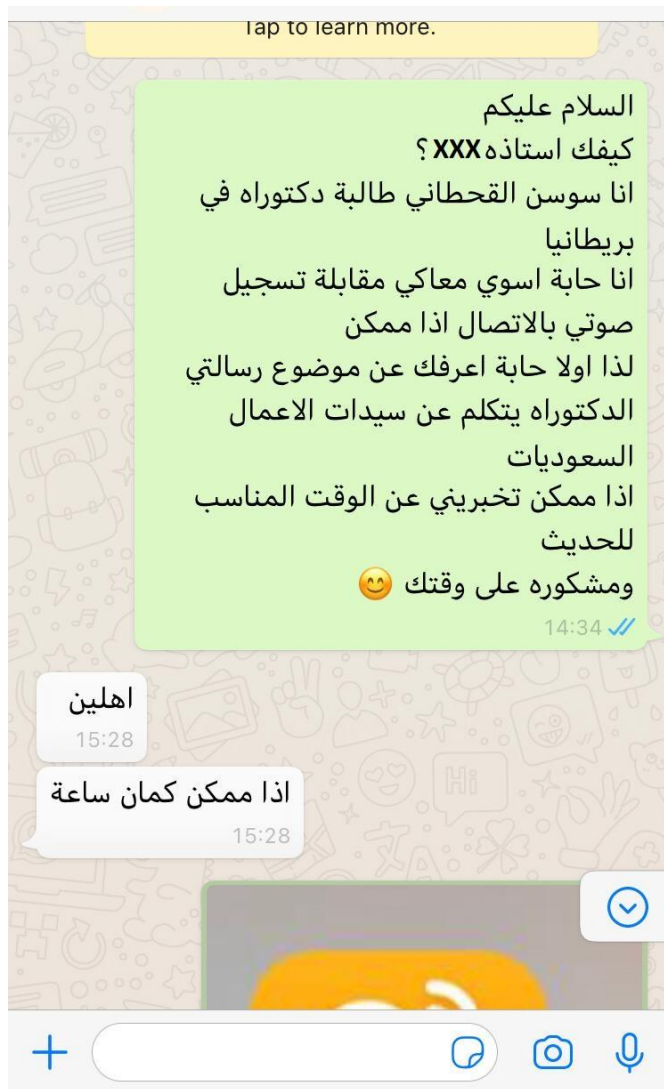 Tap to learn more.
السلام عليكم
كيفك استاذه XXX؟
انا سوسن القحطاني طالبة دكتوراه في
بريطانيا
انا حابة اسوي معاكي مقابلة تسجيل
صوتي بالاتصال اذا ممكن
لذا اولا حابة اعرفك عن موضوع رسالتي
الدكتوراه يتكلم عن سيدات الاعمال
السعوديات
اذا ممكن تخبريني عن الوقت المناسب
للحديث
ومشكوره على وقتك 😊
14:34
اهلين
15:28
اذا ممكن كمان ساعة
15:28